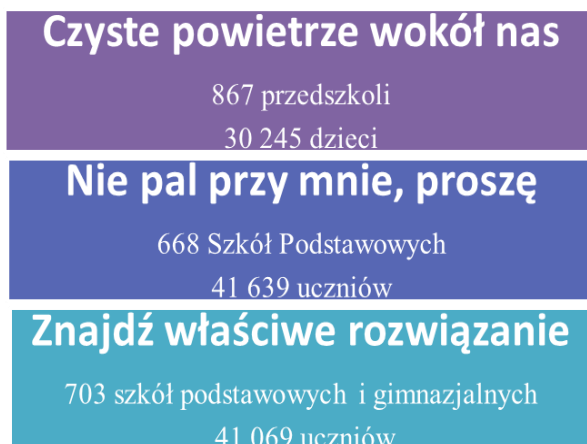 Czyste powietrze wokół nas
867 przedszkoli
30 245 dzieci
Nie pal przy mnie, proszę
668 Szkół Podstawowych
41 639 uczniów
Znajdź właściwe rozwiązanie
703 szkół podstawowych i gimnazjalnych
41 069 uczniów